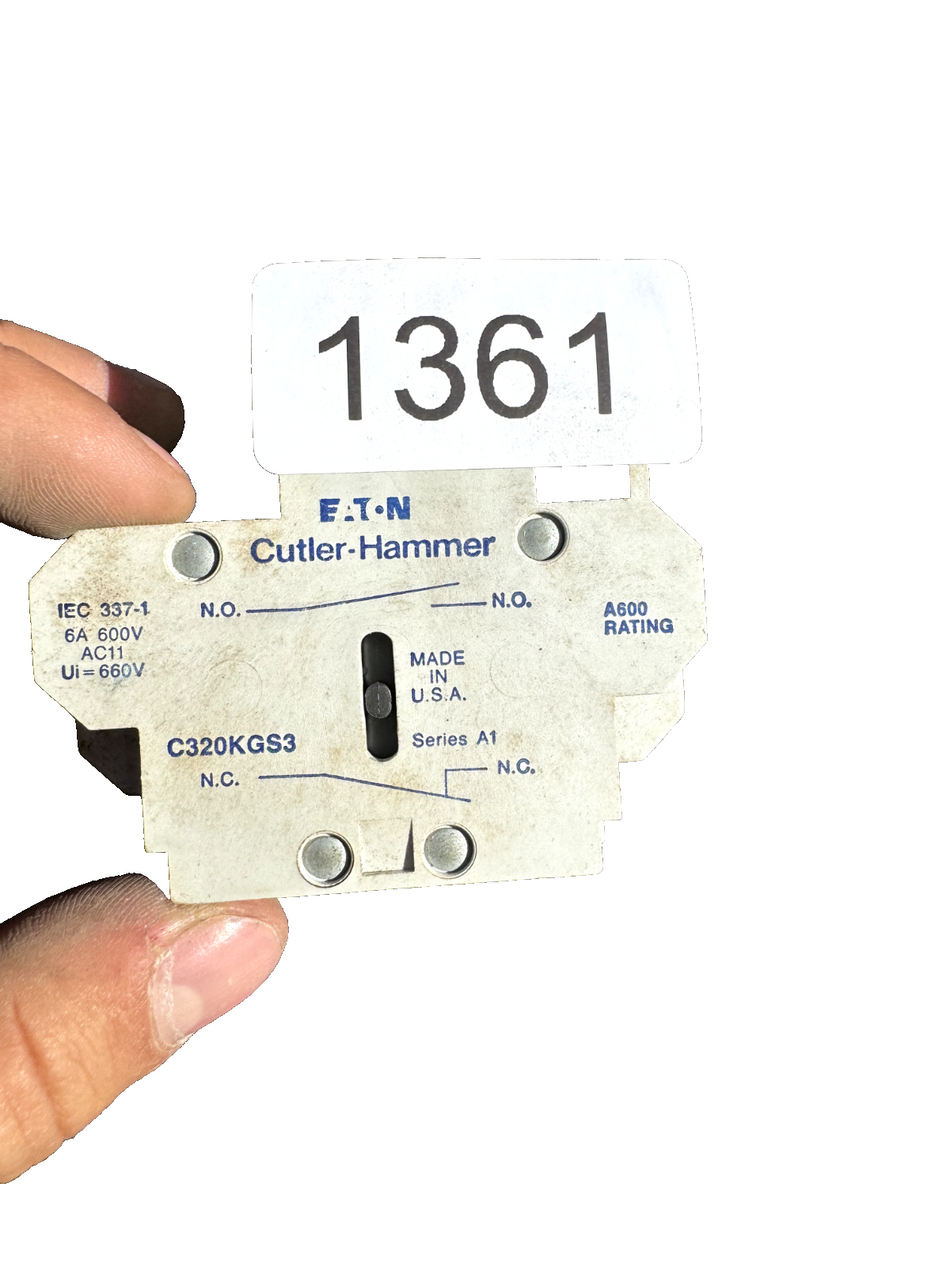 1361
EATON
Cutler-Hammer
IEC 337-1
6A 600V
AC11
Ui=660V
N.O.
N.O.
A600
RATING
MADE
IN
U.S.A.
C320KGS3
Series A1
N.C.
N.C.